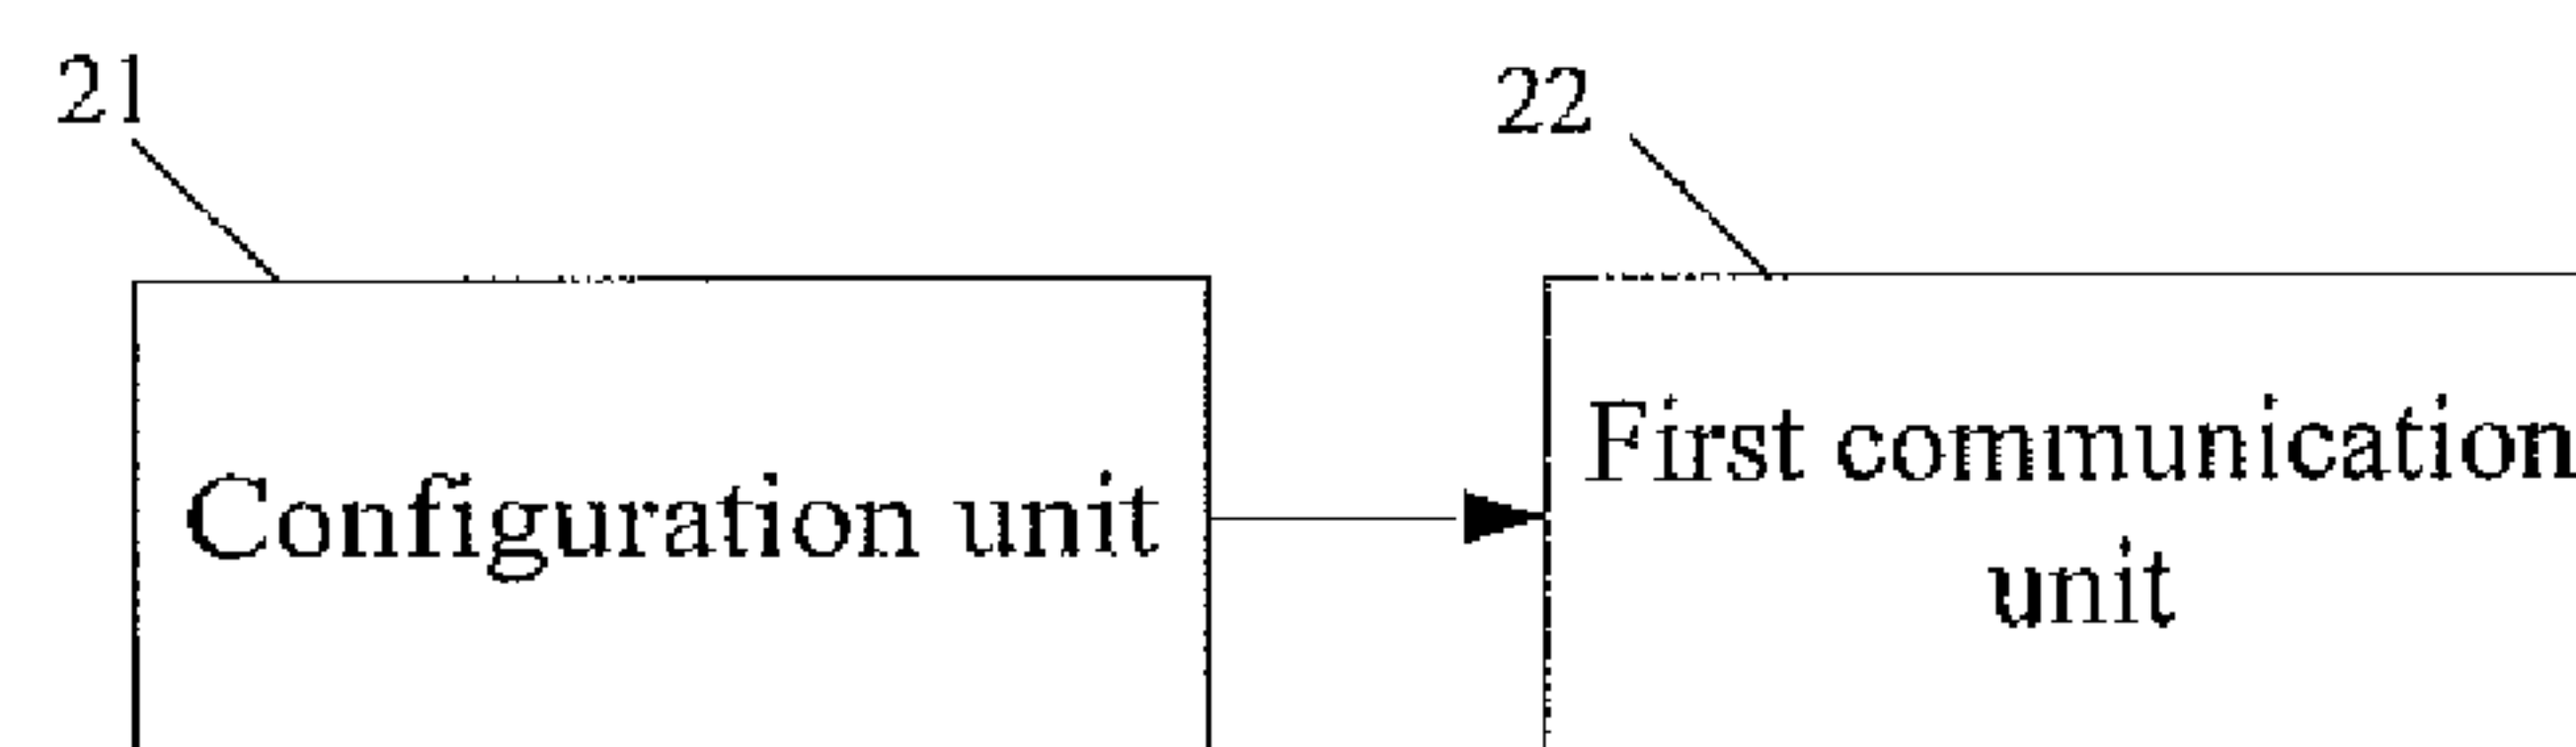 21
22
Configuration unit
First communication
unit